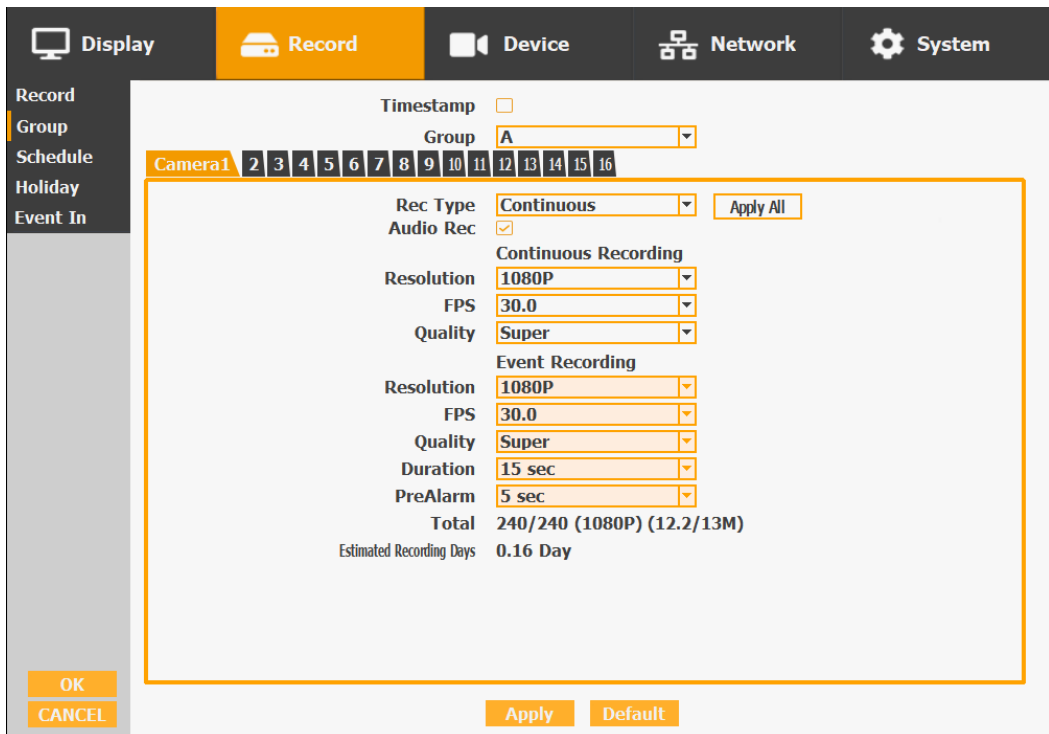 Display Record Device Network System
Record
Group
Schedule
Holiday
Event In
Timestamp
Group A
Camera1 2 3 4 5 6 7 8 9 10 11 12 13 14 15 16
Rec Type Continuous Apply All
Audio Rec
Continuous Recording
Resolution 1080P
FPS 30.0
Quality Super
Event Recording
Resolution 1080P
FPS 30.0
Quality Super
Duration 15 sec
PreAlarm 5 sec
Total 240/240 (1080P) (12.2/13M)
Estimated Recording Days 0.16 Day
OK
CANCEL
Apply Default